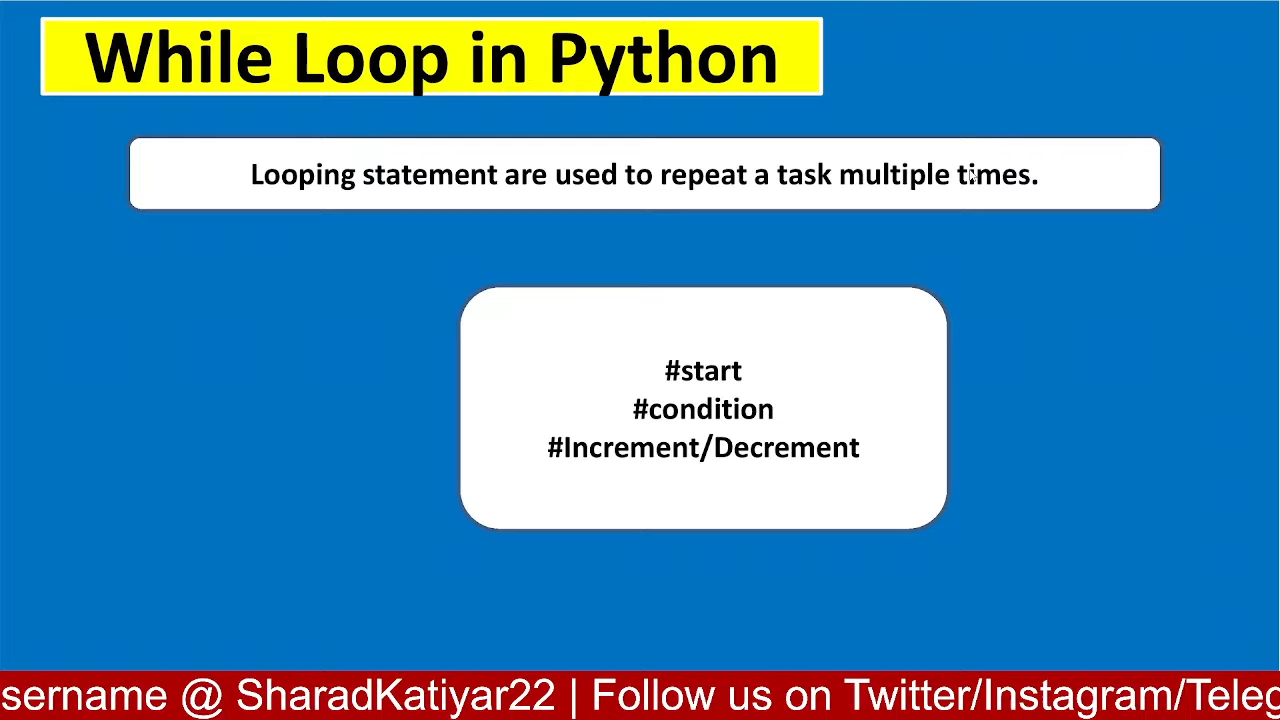 While Loop in Python
Looping statement are used to repeat a task multiple times.
#start
#condition
#Increment/Decrement
sername @ SharadKatiyar22 | Follow us on Twitter/Instagram/Teleg